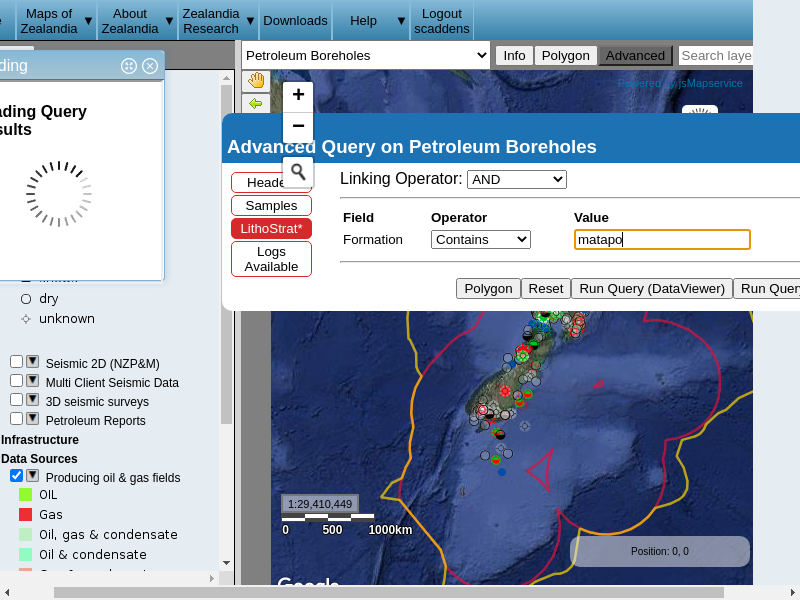 Maps of
Zealandia
▼
About
Zealandia
▼
Zealandia
Research
▼
Downloads
Help
▼
Logout
scaddens
Petroleum Boreholes
Info
Polygon
Advanced
Search laye
ding
ading Query
sults
+
−
Powered by jsMapservice
Advanced Query on Petroleum Boreholes
Samples
LithoStrat*
Logs
Available
Linking Operator: AND
Field Operator Value
Formation Contains matapo
Polygon Reset Run Query (DataViewer) Run Query
dry
unknown
Seismic 2D (NZP&M)
Multi Client Seismic Data
3D seismic surveys
Petroleum Reports
Infrastructure
Data Sources
Producing oil & gas fields
OIL
Gas
Oil, gas & condensate
Oil & condensate
1:29,410,449
0 500 1000km
Position: 0, 0
Google